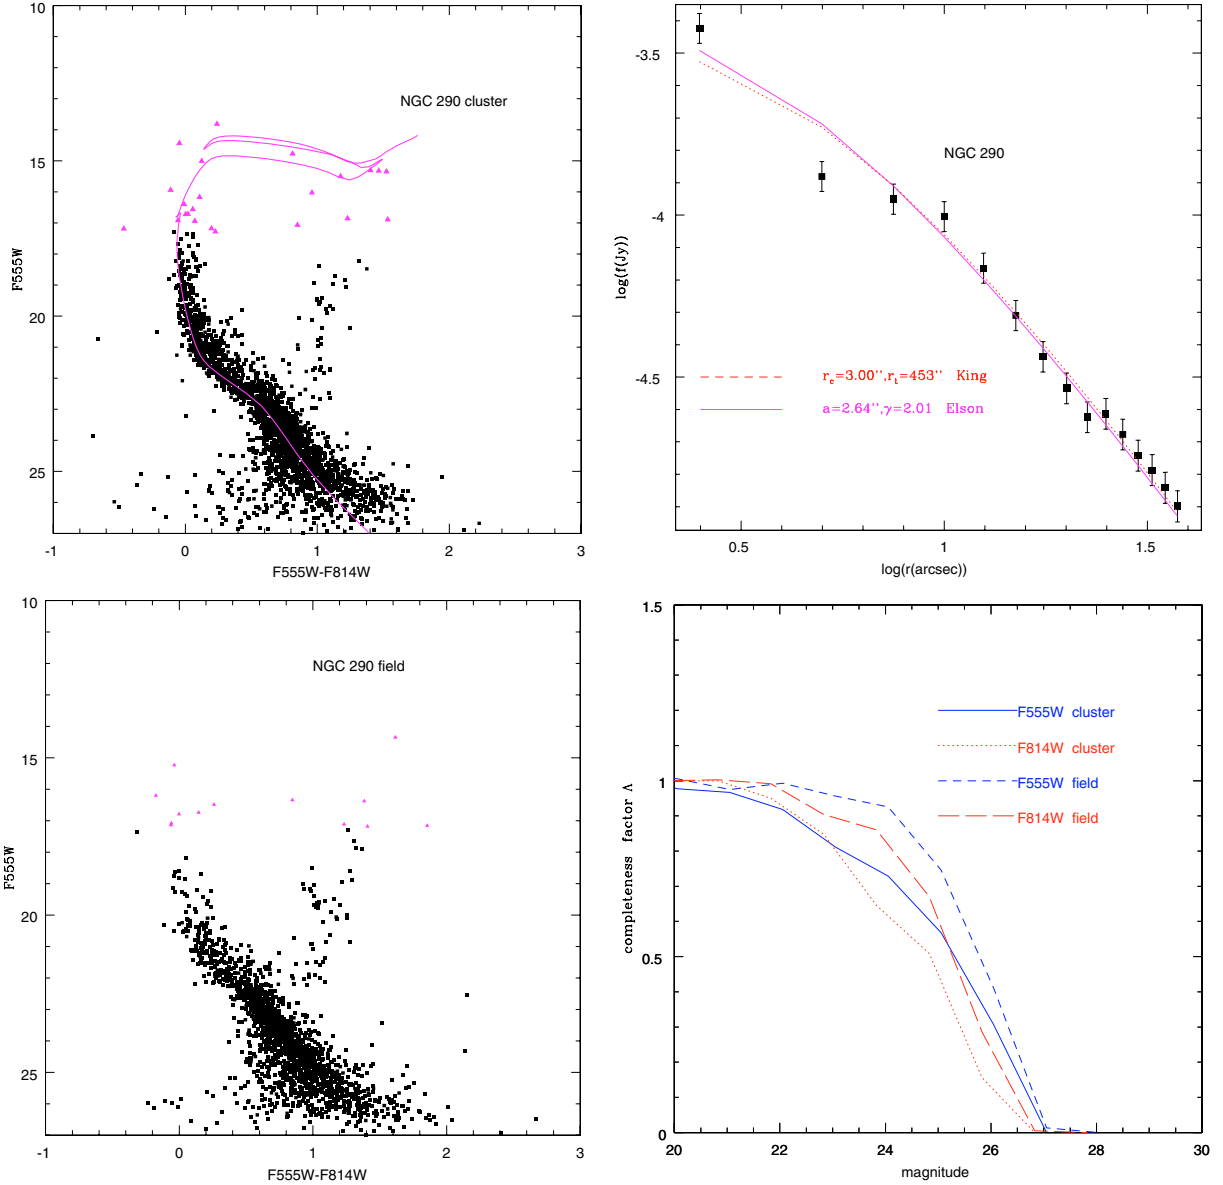 10
15
20
25
F555W
NGC 290 cluster
-1
0
1
2
3
F555W-F814W
-3.5
-4
-4.5
log(f(Jy))
NGC 290
r_c=3.00'',r_t=453'' King
a=2.64'',γ=2.01 Elson
0.5
1
1.5
log(r(arcsec))
10
15
20
25
F555W
NGC 290 field
-1
0
1
2
3
F555W-F814W
1.5
1
0.5
0
completeness factor Λ
F555W cluster
F814W cluster
F555W field
F814W field
20
22
24
26
28
30
magnitude